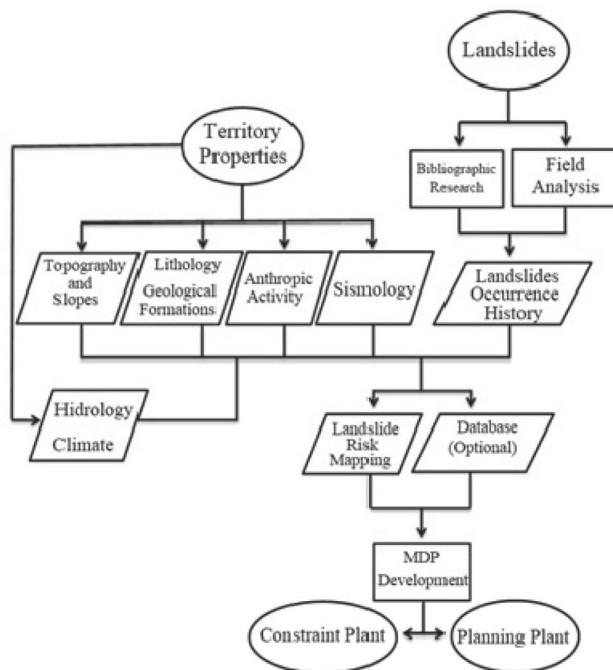 Landslides
Territory
Properties
Bibliographic
Research
Field
Analysis
Topography
and
Slopes
Lithology
Geological
Formations
Anthropic
Activity
Sismology
Landslides
Occurrence
History
Hidrology
Climate
Landslide
Risk
Mapping
Database
(Optional)
MDP
Development
Constraint Plant
Planning Plant